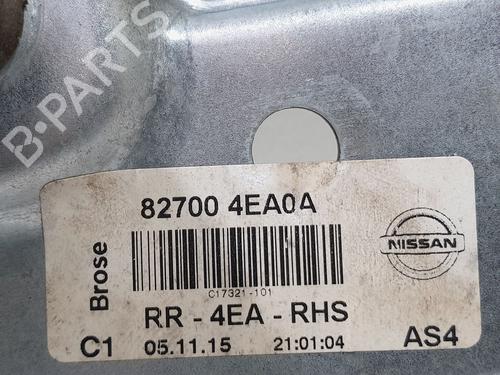 B-PARTS
82700 4EA0A
Brose
C17321-101
NISSAN
RR - 4EA - RHS
C1 05.11.15 21:01:04 AS4